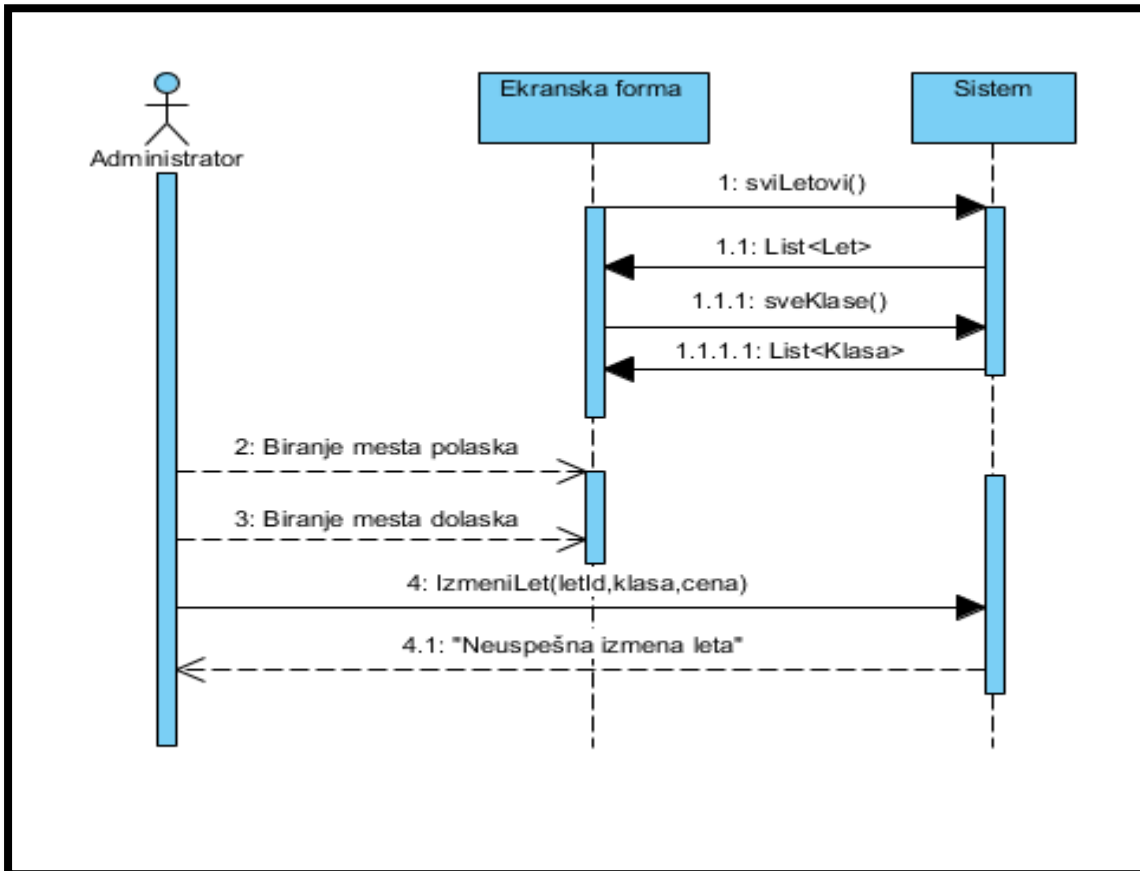 Ekranska forma
Sistem
Administrator
1: sviLetovi()
1.1: List<Let>
1.1.1: sveKlase()
1.1.1.1: List<Klasa>
2: Biranje mesta polaska
3: Biranje mesta dolaska
4: IzmeniLet(letId,klasa,cena)
4.1: "Neuspešna izmena leta"